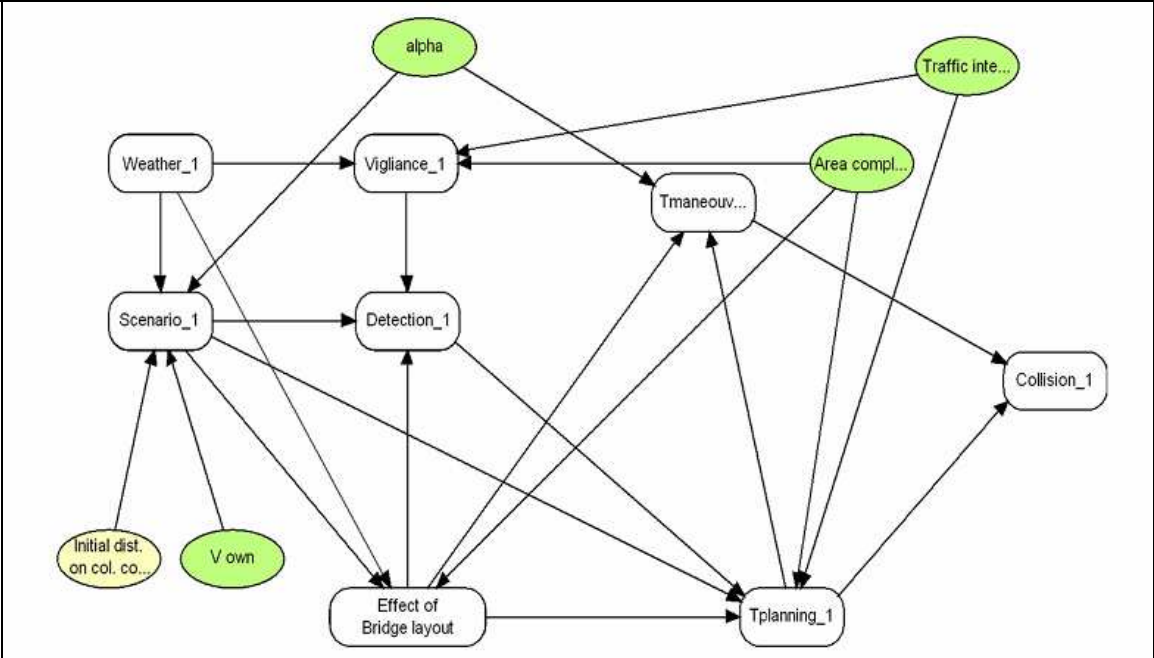 alpha
Traffic inte...
Weather_1
Vigliance_1
Area compl...
Tmaneouv...
Scenario_1
Detection_1
Collision_1
Initial dist.
on col. co...
V own
Effect of
Bridge layout
Tplanning_1